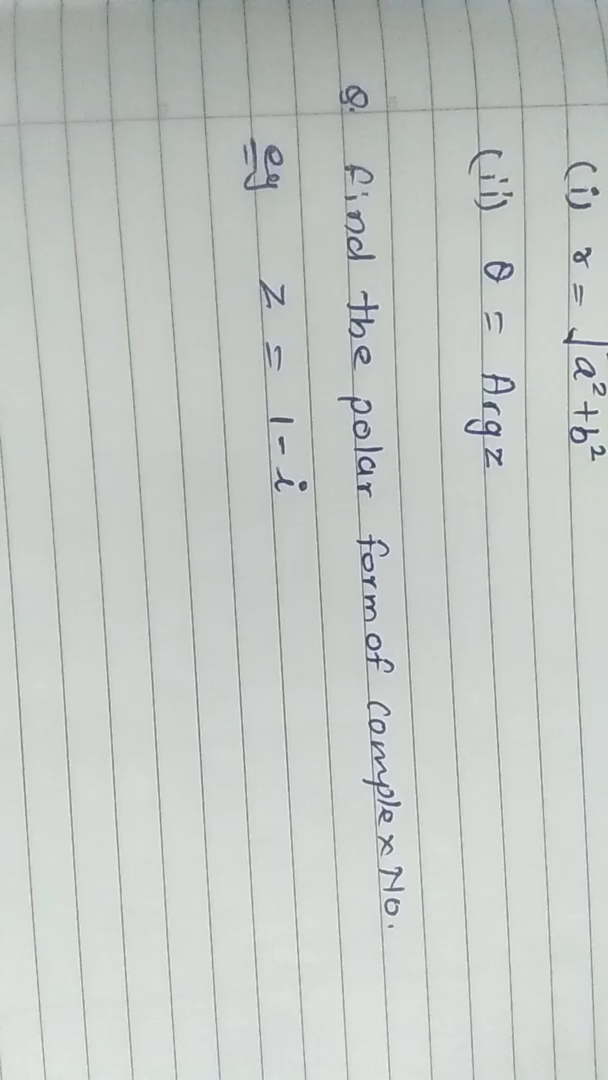 (i) r = √a²+b²
(ii) θ = Arg z
Q. find the polar form of Complex No.
eg z = 1 - i